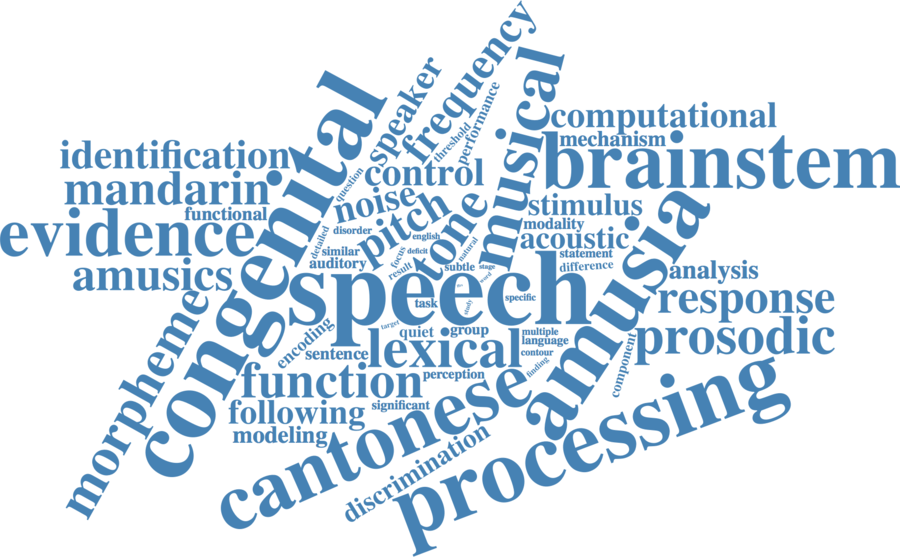 frequency
speaker
threshold
performance
musical
congenital
computational
mechanism
brainstem
identification
question
control
mandarin
noise
functional
pitch
tone
stimulus
evidence
disorder
modality
detailed
english
acoustic
similar
focus
deficit
natural
statement
auditory
result
subtle
stage
difference
amusics
word
amusia
analysis
speech
task
study
specific
response
morpheme
encoding
target
quiet
group
multiple
prosodic
sentence
lexical
language
contour
finding
component
function
perception
following
significant
cantonese
modeling
discrimination
processing